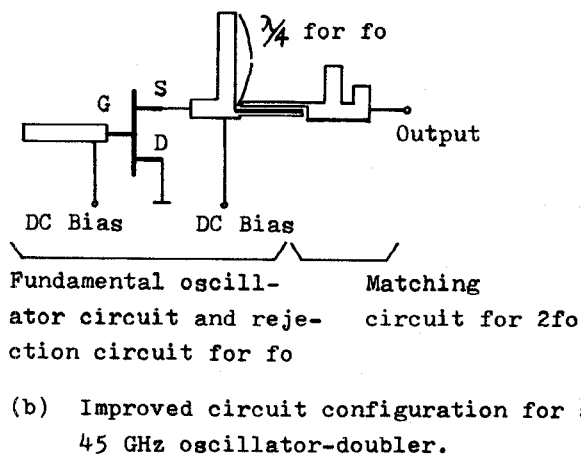 λ/4 for fo
S
G
D
Output
DC Bias DC Bias
Fundamental oscill- Matching
ator circuit and reje- circuit for 2fo
ction circuit for fo
(b) Improved circuit configuration for
45 GHz oscillator-doubler.